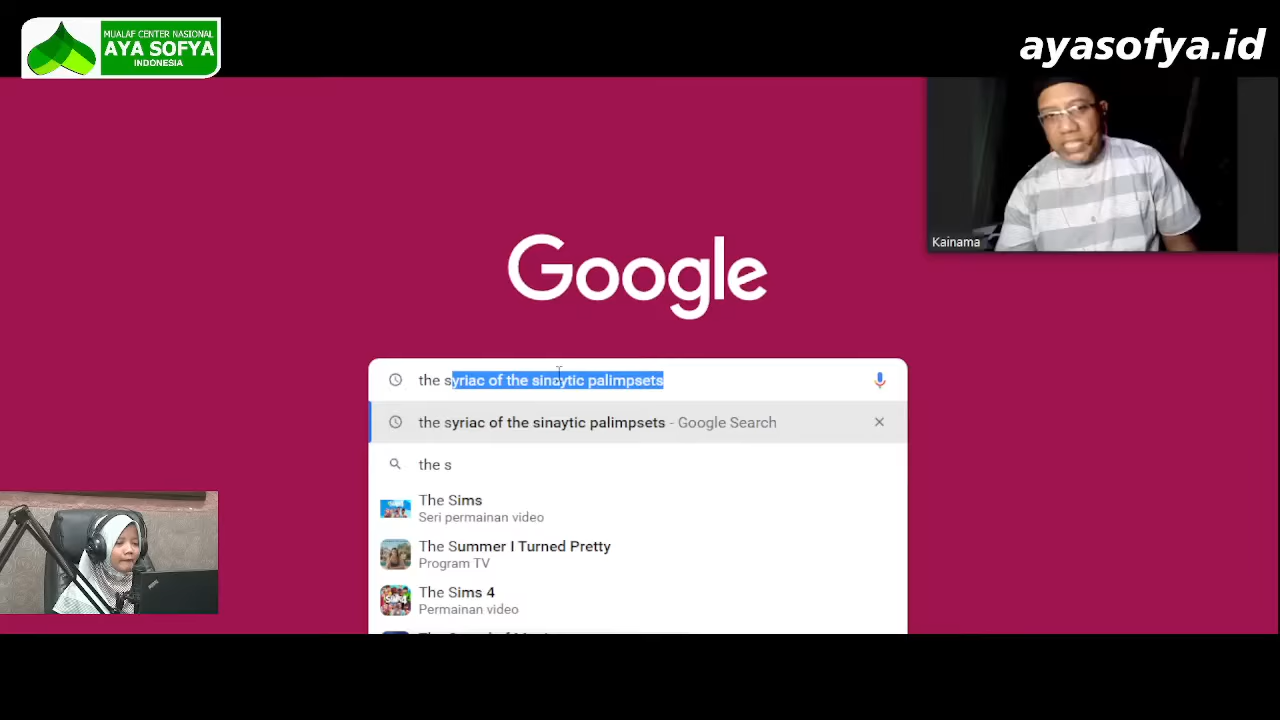 MUALAF CENTER NASIONAL
AYA SOFYA
INDONESIA
ayasofya.id
Kainama
Google
the syriac of the sinaytic palimpsets
the syriac of the sinaytic palimpsets - Google Search
the s
The Sims
Seri permainan video
The Summer I Turned Pretty
Program TV
The Sims 4
Permainan video